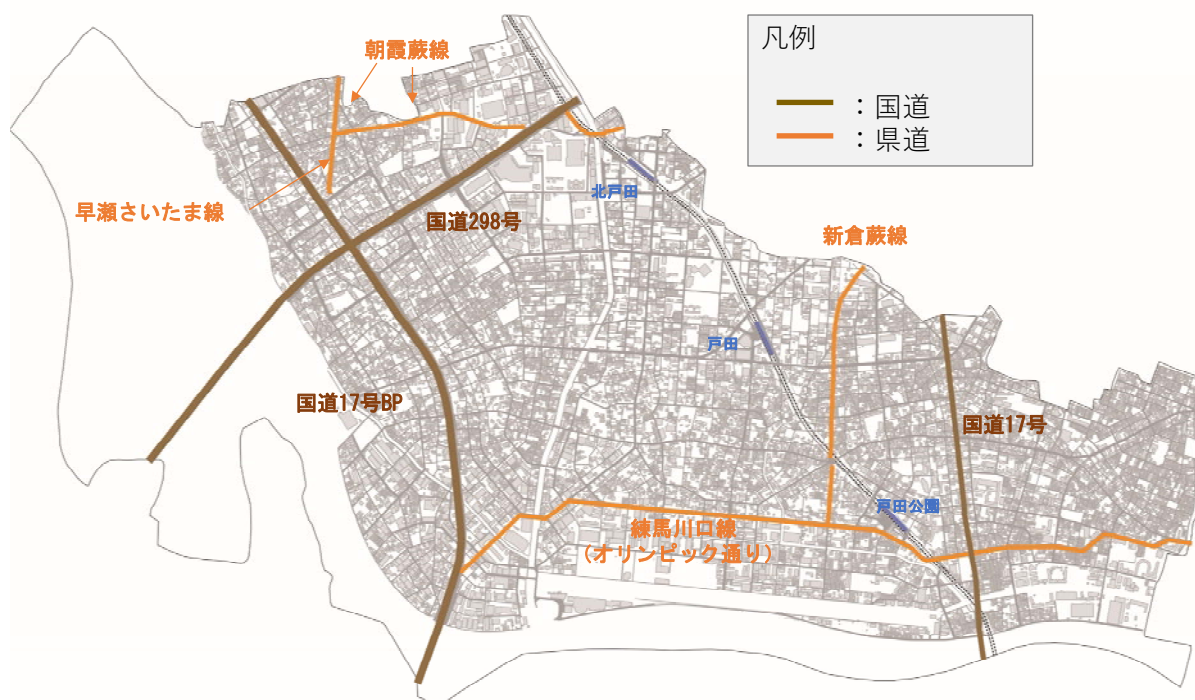 凡例
：国道
：県道
朝霞蕨線
早瀬さいたま線
国道298号
北戸田
新倉蕨線
戸田
国道17号BP
国道17号
戸田公園
練馬川口線
（オリンピック通り）